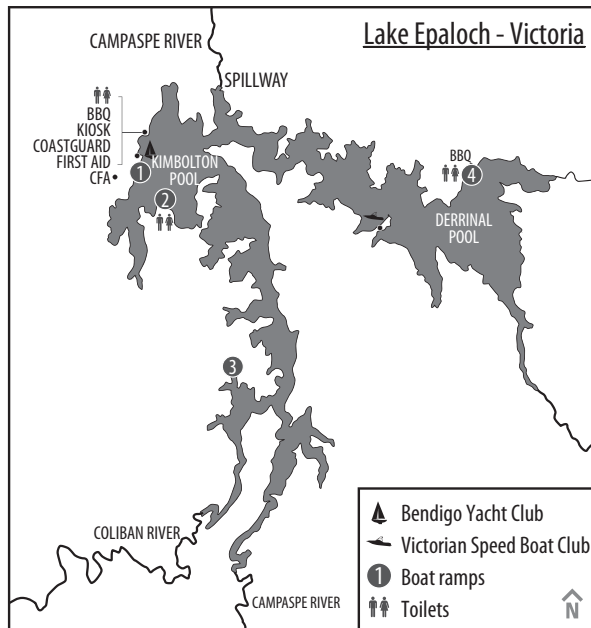 Lake Epaloch - Victoria
CAMPASPE RIVER
SPILLWAY
BBQ
KIOSK
COASTGUARD
FIRST AID
CFA
KIMBOLTON
POOL
1
2
BBQ
4
DERRINAL
POOL
3
COLIBAN RIVER
CAMPASPE RIVER
Bendigo Yacht Club
Victorian Speed Boat Club
1 Boat ramps
Toilets
N